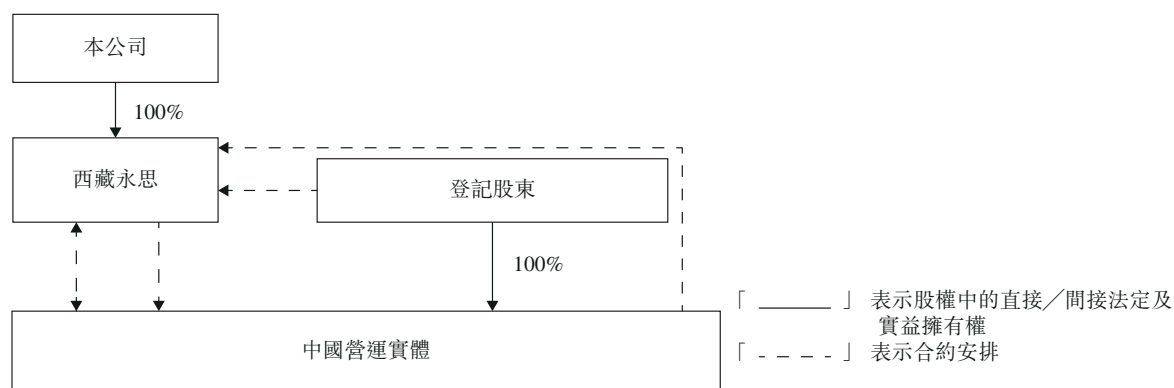 本公司
100%
西藏永思
登記股東
100%
「 ______ 」 表示股權中的直接／間接法定及
實益擁有權
中國營運實體
「 - - - - - 」 表示合約安排